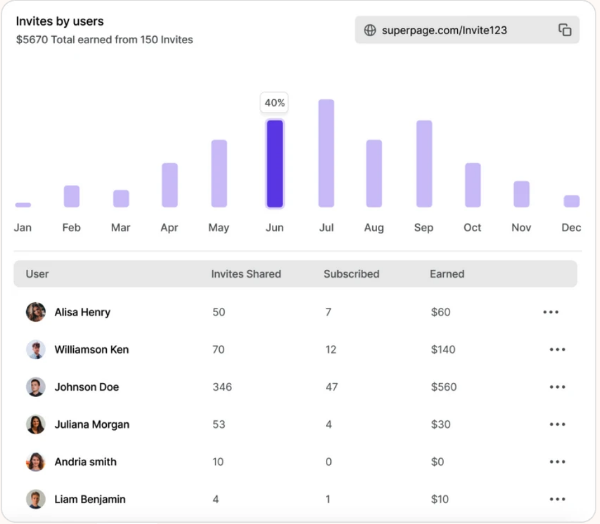 Invites by users
$5670 Total earned from 150 Invites
superpage.com/Invite123
40%
Jan Feb Mar Apr May Jun Jul Aug Sep Oct Nov Dec
User Invites Shared Subscribed Earned
Alisa Henry 50 7 $60
Williamson Ken 70 12 $140
Johnson Doe 346 47 $560
Juliana Morgan 53 4 $30
Andria smith 10 0 $0
Liam Benjamin 4 1 $10